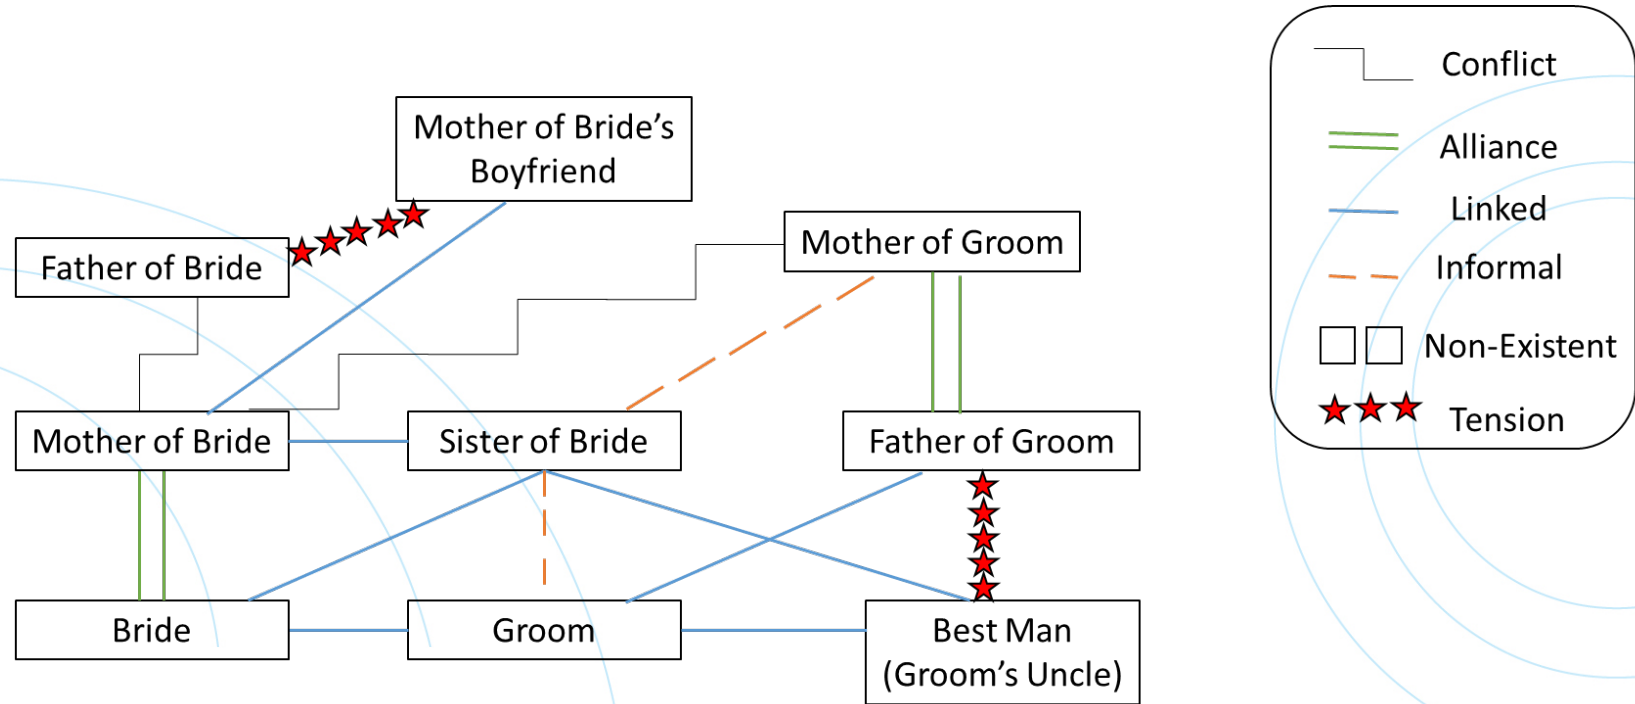 Mother of Bride’s
Boyfriend
Father of Bride
Mother of Groom
Mother of Bride
Sister of Bride
Father of Groom
Bride
Groom
Best Man
(Groom’s Uncle)
Conflict
Alliance
Linked
Informal
Non-Existent
Tension